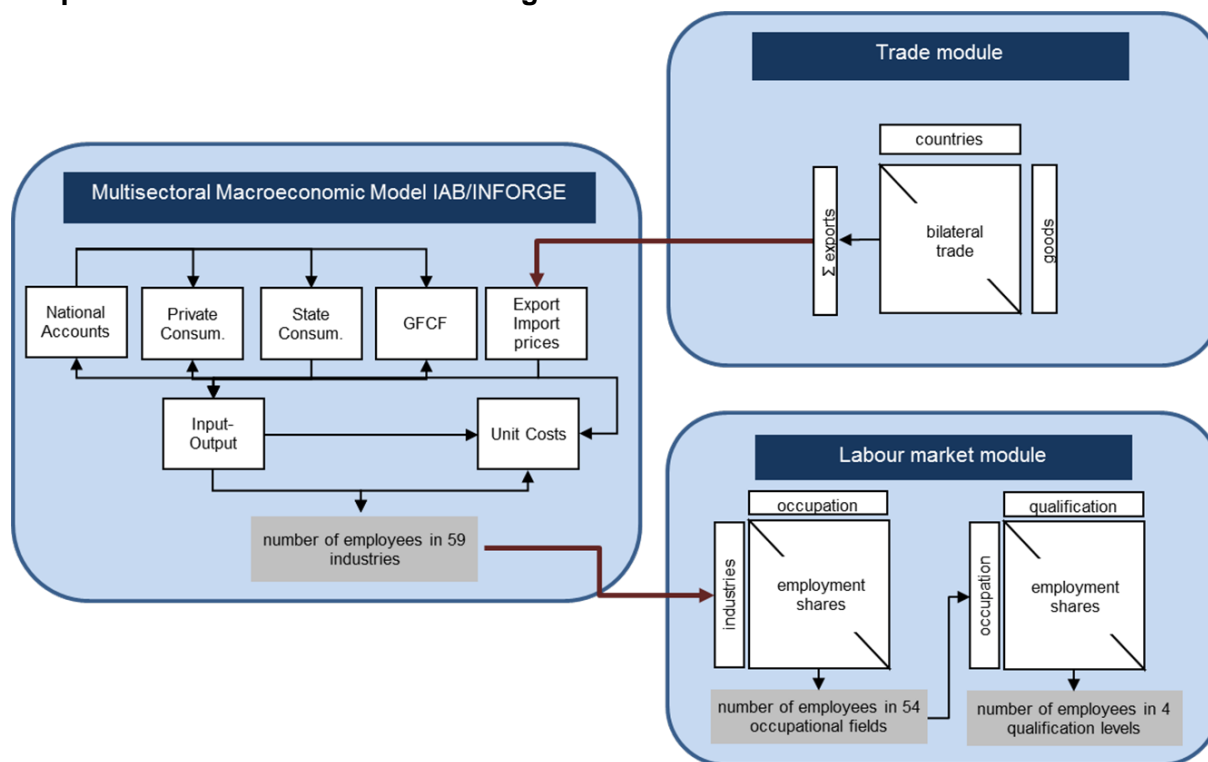 Trade module
countries
Σ exports
bilateral
trade
goods
Multisectoral Macroeconomic Model IAB/INFORGE
National
Accounts
Private
Consum.
State
Consum.
GFCF
Export
Import
prices
Input-
Output
Unit Costs
number of employees in 59
industries
Labour market module
occupation
industries
employment
shares
number of employees in 54
occupational fields
qualification
occupation
employment
shares
number of employees in 4
qualification levels